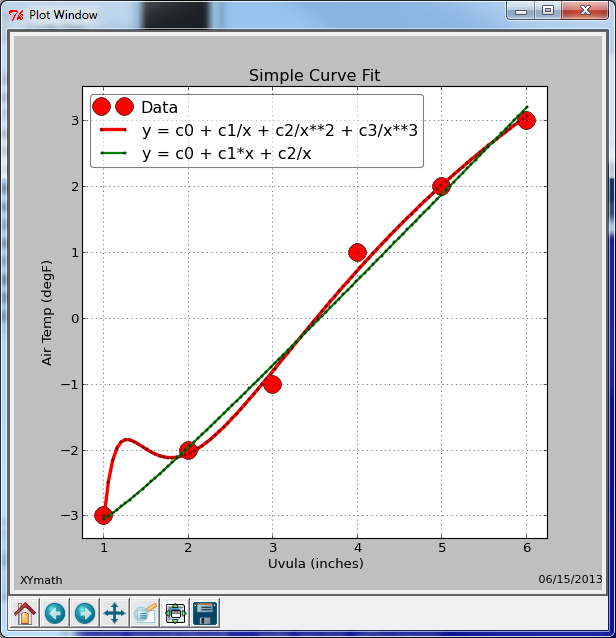 Plot Window
Simple Curve Fit
Data
y = c0 + c1/x + c2/x**2 + c3/x**3
y = c0 + c1*x + c2/x
3
2
1
0
−1
−2
−3
Air Temp (degF)
1 2 3 4 5 6
Uvula (inches)
XYmath 06/15/2013